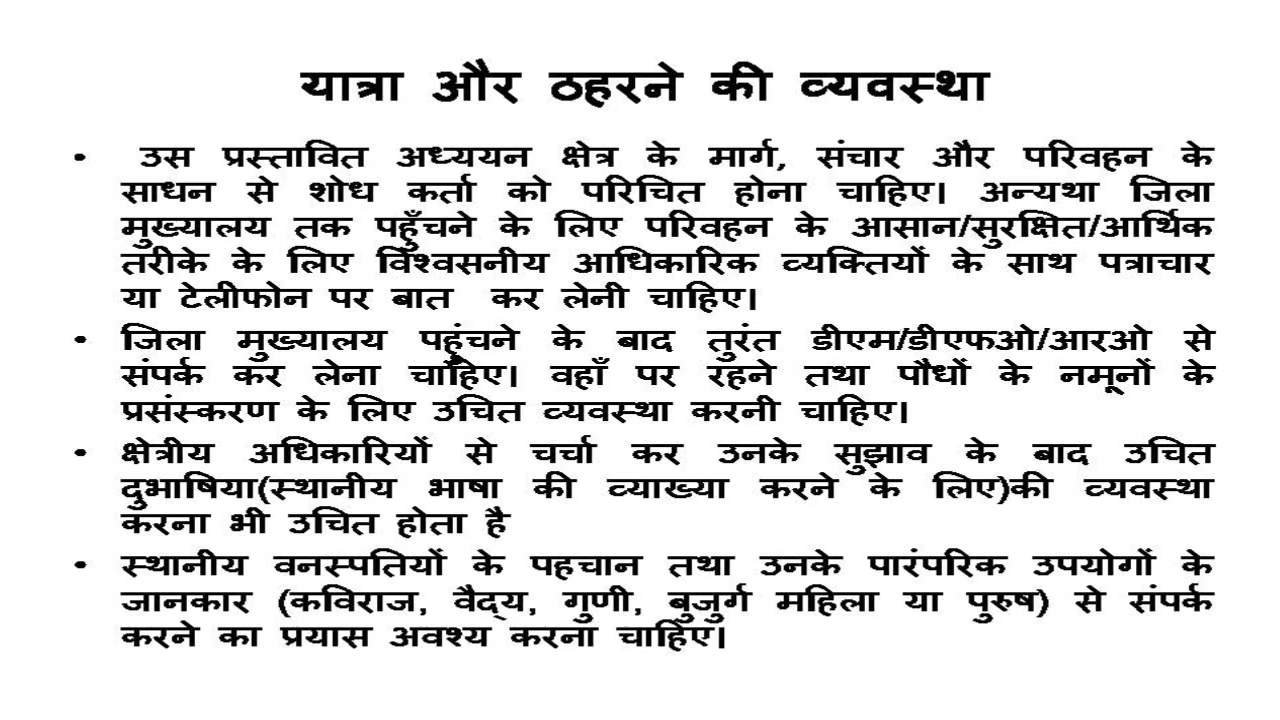 यात्रा और ठहरने की व्यवस्था
• उस प्रस्तावित अध्ययन क्षेत्र के मार्ग, संचार और परिवहन के
साधन से शोध कर्ता को परिचित होना चाहिए। अन्यथा जिला
मुख्यालय तक पहुँचने के लिए परिवहन के आसान/सुरक्षित/आर्थिक
तरीके के लिए विश्वसनीय आधिकारिक व्यक्तियों के साथ पत्राचार
या टेलीफोन पर बात कर लेनी चाहिए।
• जिला मुख्यालय पहुंचने के बाद तुरंत डीएम/डीएफओ/आरओ से
संपर्क कर लेना चाहिए। वहाँ पर रहने तथा पौधों के नमूनों के
प्रसंस्करण के लिए उचित व्यवस्था करनी चाहिए।
• क्षेत्रीय अधिकारियों से चर्चा कर उनके सुझाव के बाद उचित
दुभाषिया(स्थानीय भाषा की व्याख्या करने के लिए)की व्यवस्था
करना भी उचित होता है
• स्थानीय वनस्पतियों के पहचान तथा उनके पारंपरिक उपयोगों के
जानकार (कविराज, वैद्य, गुणी, बुजुर्ग महिला या पुरुष) से संपर्क
करने का प्रयास अवश्य करना चाहिए।